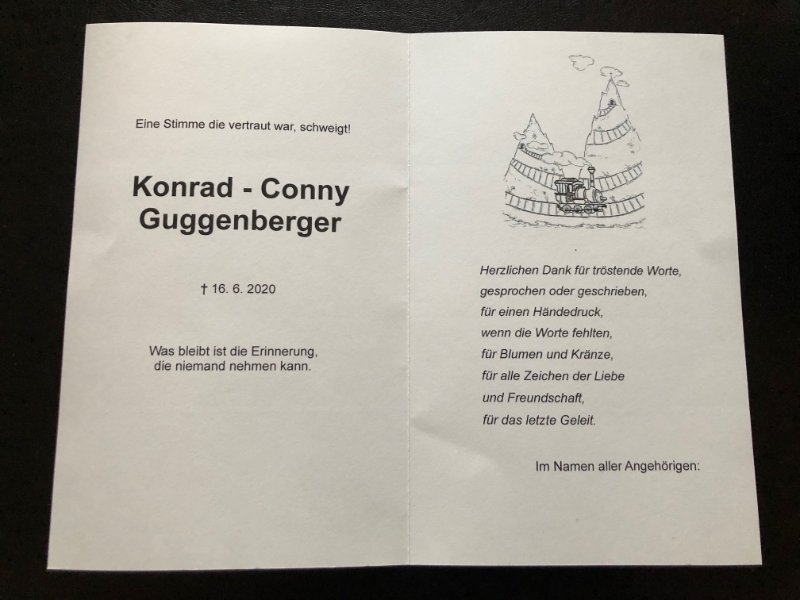 Eine Stimme die vertraut war, schweigt!
Konrad - Conny
Guggenberger
† 16. 6. 2020
Was bleibt ist die Erinnerung,
die niemand nehmen kann.
Herzlichen Dank für tröstende Worte,
gesprochen oder geschrieben,
für einen Händedruck,
wenn die Worte fehlten,
für Blumen und Kränze,
für alle Zeichen der Liebe
und Freundschaft,
für das letzte Geleit.
Im Namen aller Angehörigen: